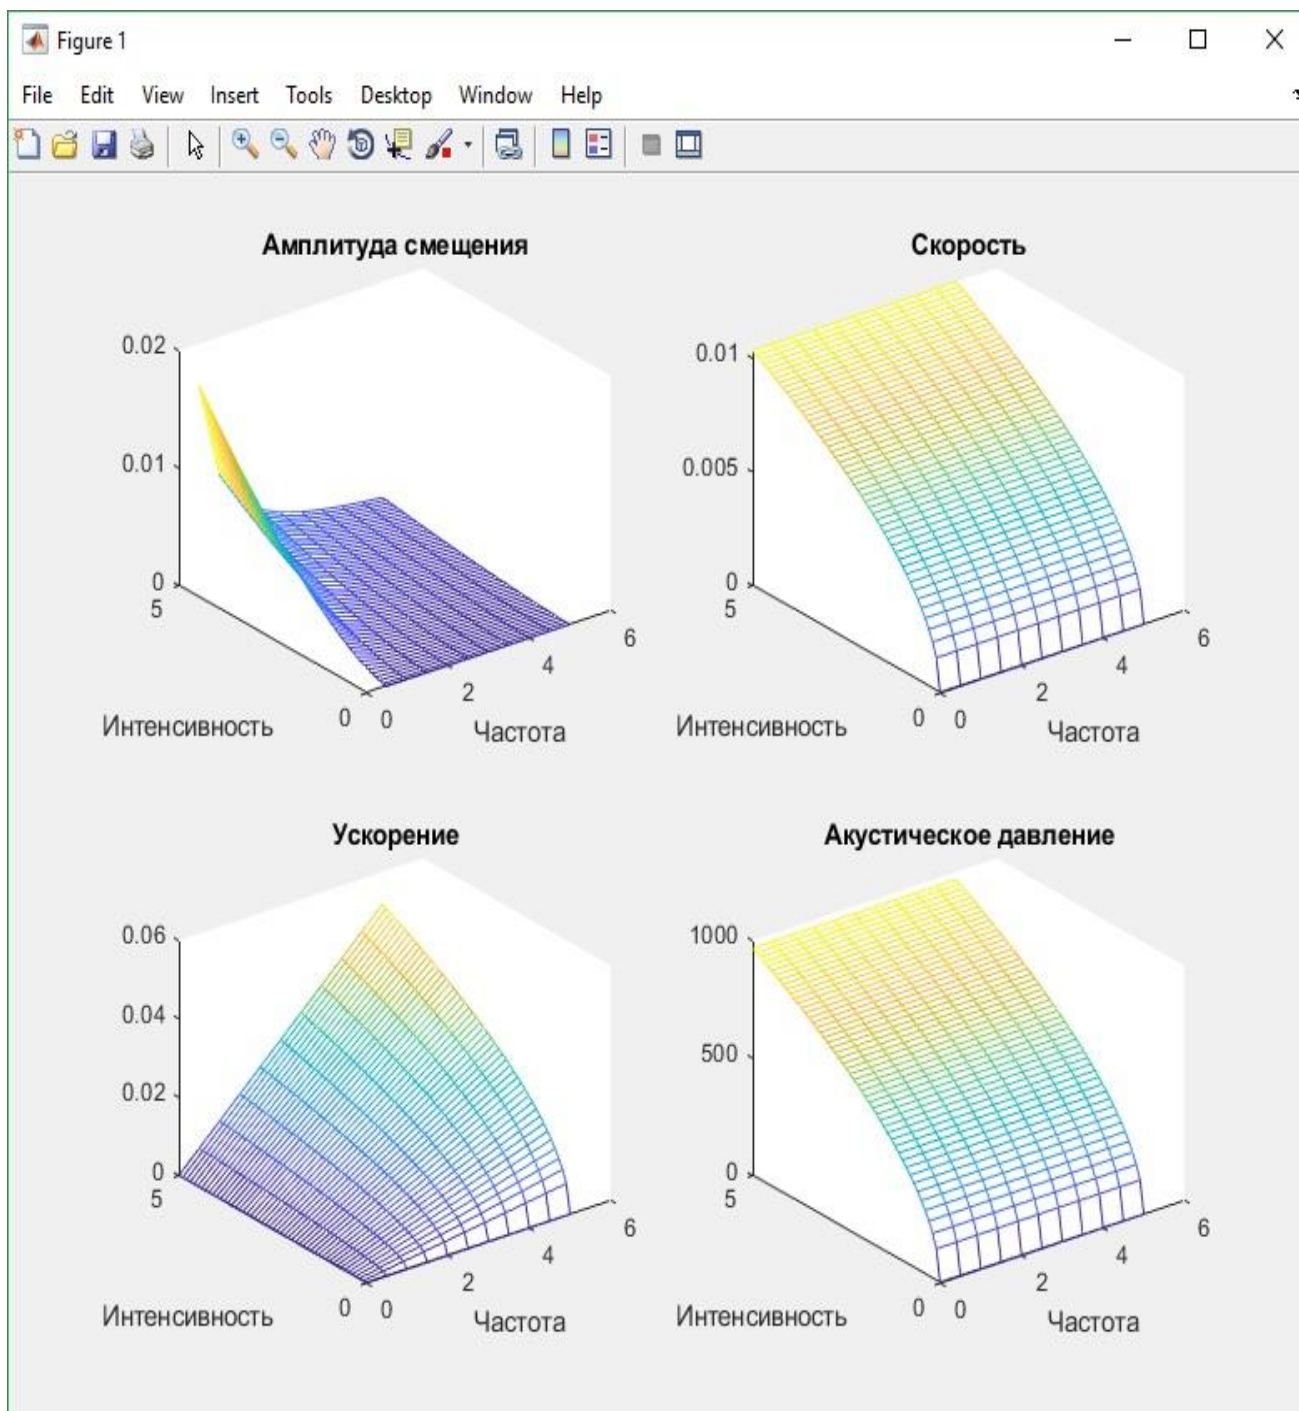 Figure 1
File Edit View Insert Tools Desktop Window Help
Амплитуда смещения
0.02
0.01
0
5
Интенсивность
0
0
2
4
6
Частота
Скорость
0.01
0.005
0
5
Интенсивность
0
0
2
4
6
Частота
Ускорение
0.06
0.04
0.02
0
5
Интенсивность
0
0
2
4
6
Частота
Акустическое давление
1000
500
0
5
Интенсивность
0
0
2
4
6
Частота